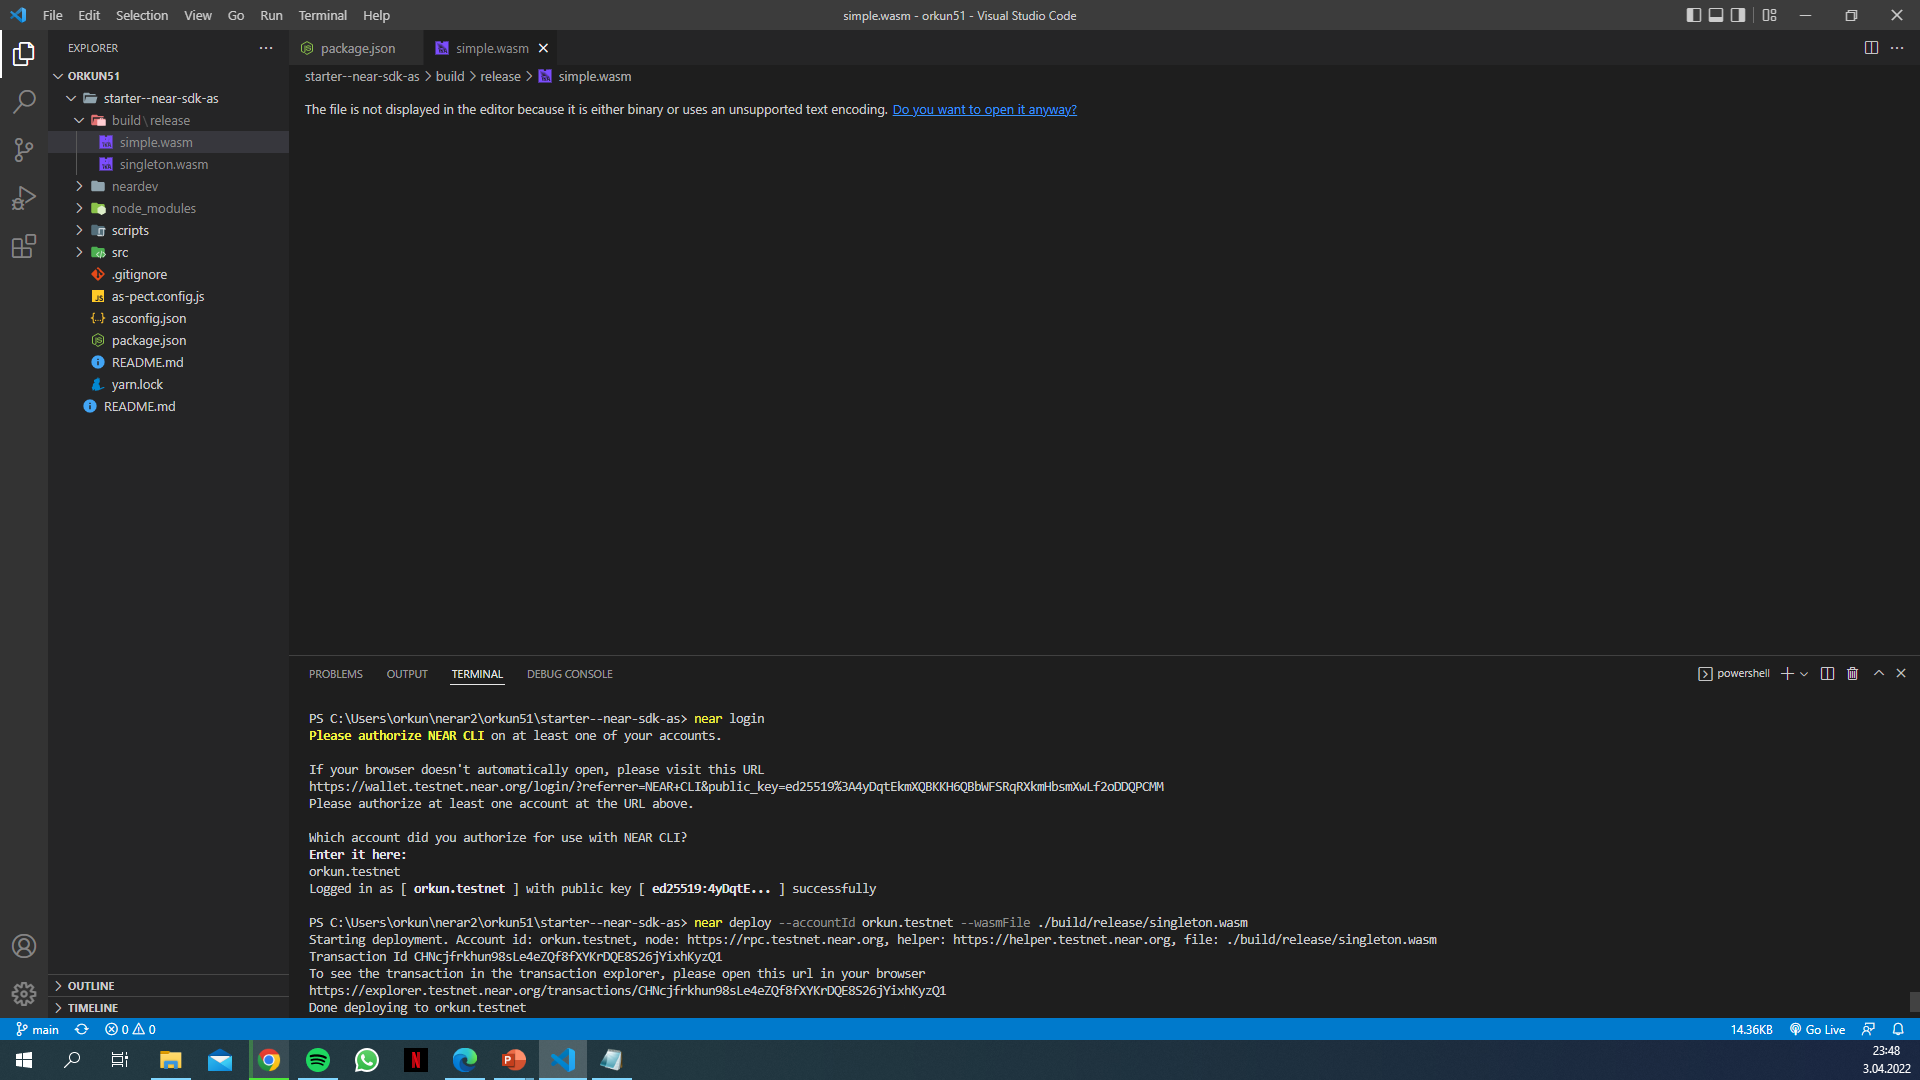 File Edit Selection View Go Run Terminal Help
simple.wasm - orkun51 - Visual Studio Code
EXPLORER
ORKUN51
starter--near-sdk-as
build\release
simple.wasm
singleton.wasm
neardev
node_modules
scripts
src
.gitignore
as-pect.config.js
asconfig.json
package.json
README.md
yarn.lock
README.md
OUTLINE
TIMELINE
package.json simple.wasm
starter--near-sdk-as > build > release > simple.wasm
The file is not displayed in the editor because it is either binary or uses an unsupported text encoding. Do you want to open it anyway?
PROBLEMS OUTPUT TERMINAL DEBUG CONSOLE
powershell
PS C:\Users\orkun\nerar2\orkun51\starter--near-sdk-as> near login
Please authorize NEAR CLI on at least one of your accounts.
If your browser doesn't automatically open, please visit this URL
https://wallet.testnet.near.org/login/?referrer=NEAR+CLI&public_key=ed25519%3A4yDqtEkmXQBKKH6QBbWFSRqRXkmHbsmXwLf2oDDQPCMM
Please authorize at least one account at the URL above.
Which account did you authorize for use with NEAR CLI?
Enter it here:
orkun.testnet
Logged in as [ orkun.testnet ] with public key [ ed25519:4yDqtE... ] successfully
PS C:\Users\orkun\nerar2\orkun51\starter--near-sdk-as> near deploy --accountId orkun.testnet --wasmFile ./build/release/singleton.wasm
Starting deployment. Account id: orkun.testnet, node: https://rpc.testnet.near.org, helper: https://helper.testnet.near.org, file: ./build/release/singleton.wasm
Transaction Id CHNcjfrkhun98sLe4eZQf8fXYKrDQE8S26jYixhKyzQ1
To see the transaction in the transaction explorer, please open this url in your browser
https://explorer.testnet.near.org/transactions/CHNcjfrkhun98sLe4eZQf8fXYKrDQE8S26jYixhKyzQ1
Done deploying to orkun.testnet
main 0 0
14.36KB Go Live
23:48
3.04.2022